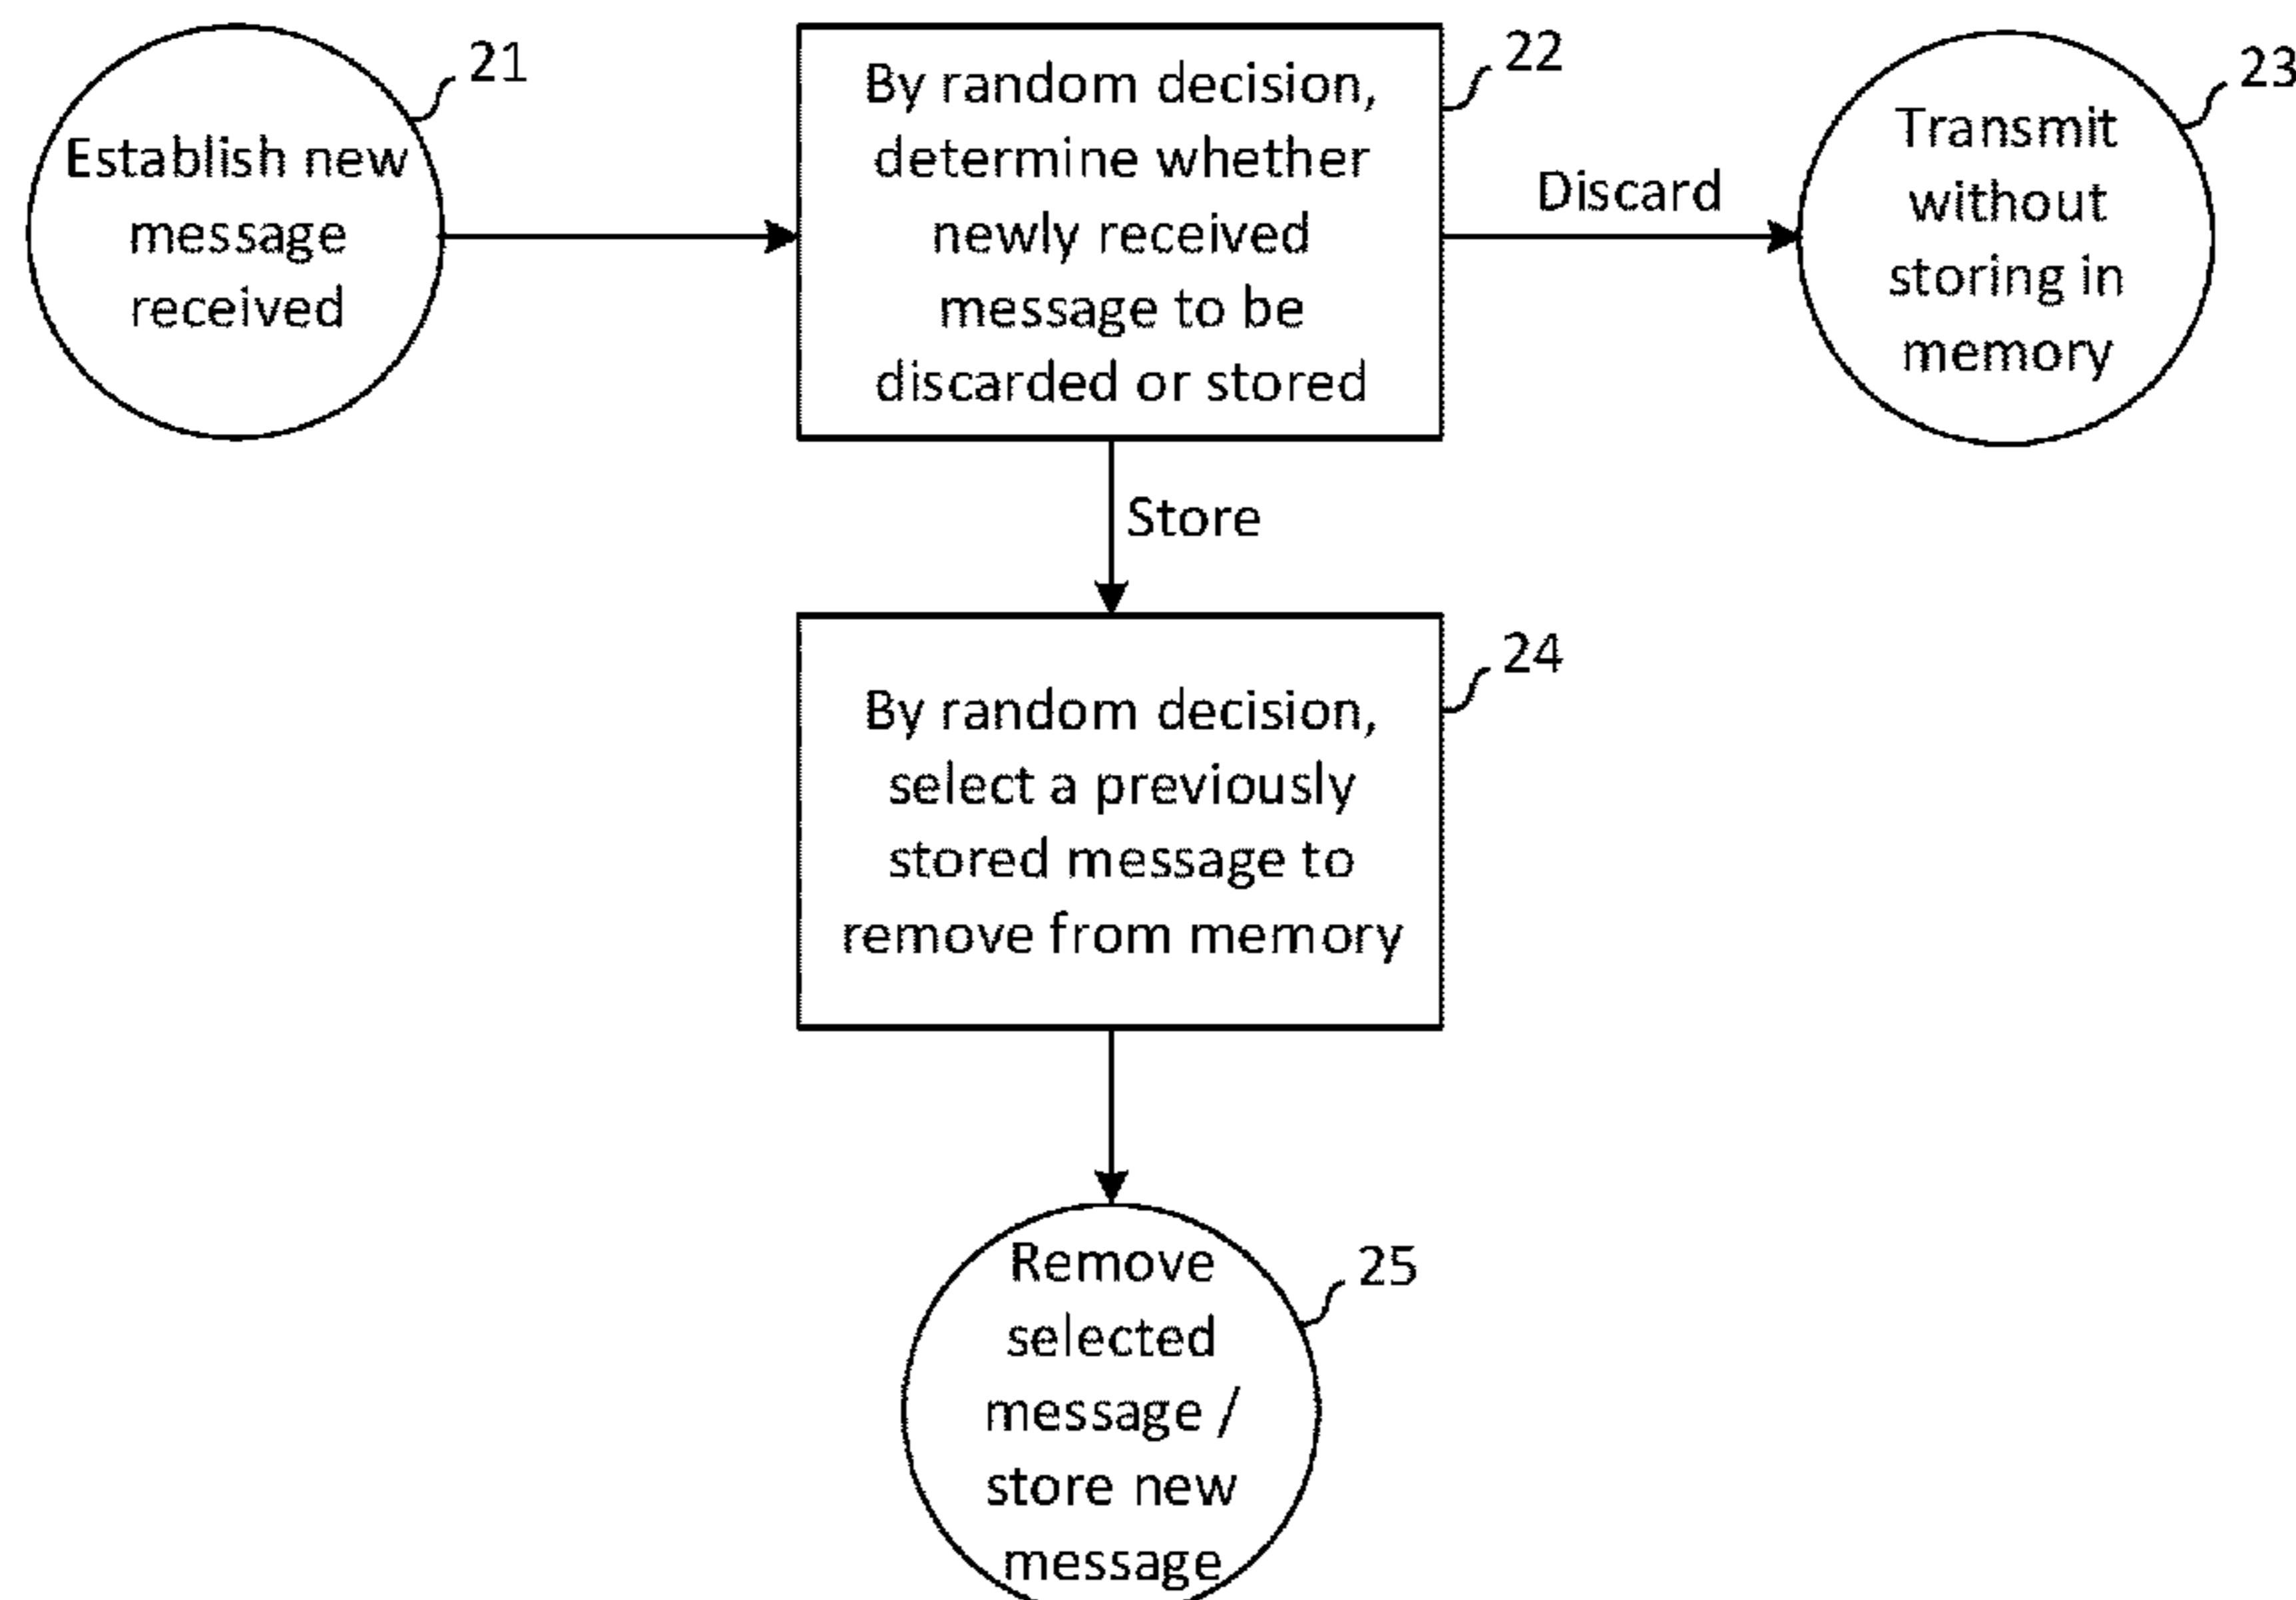 21
Establish new
message
received
22
By random decision,
determine whether
newly received
message to be
discarded or stored
Discard
23
Transmit
without
storing in
memory
Store
24
By random decision,
select a previously
stored message to
remove from memory
25
Remove
selected
message /
store new
message